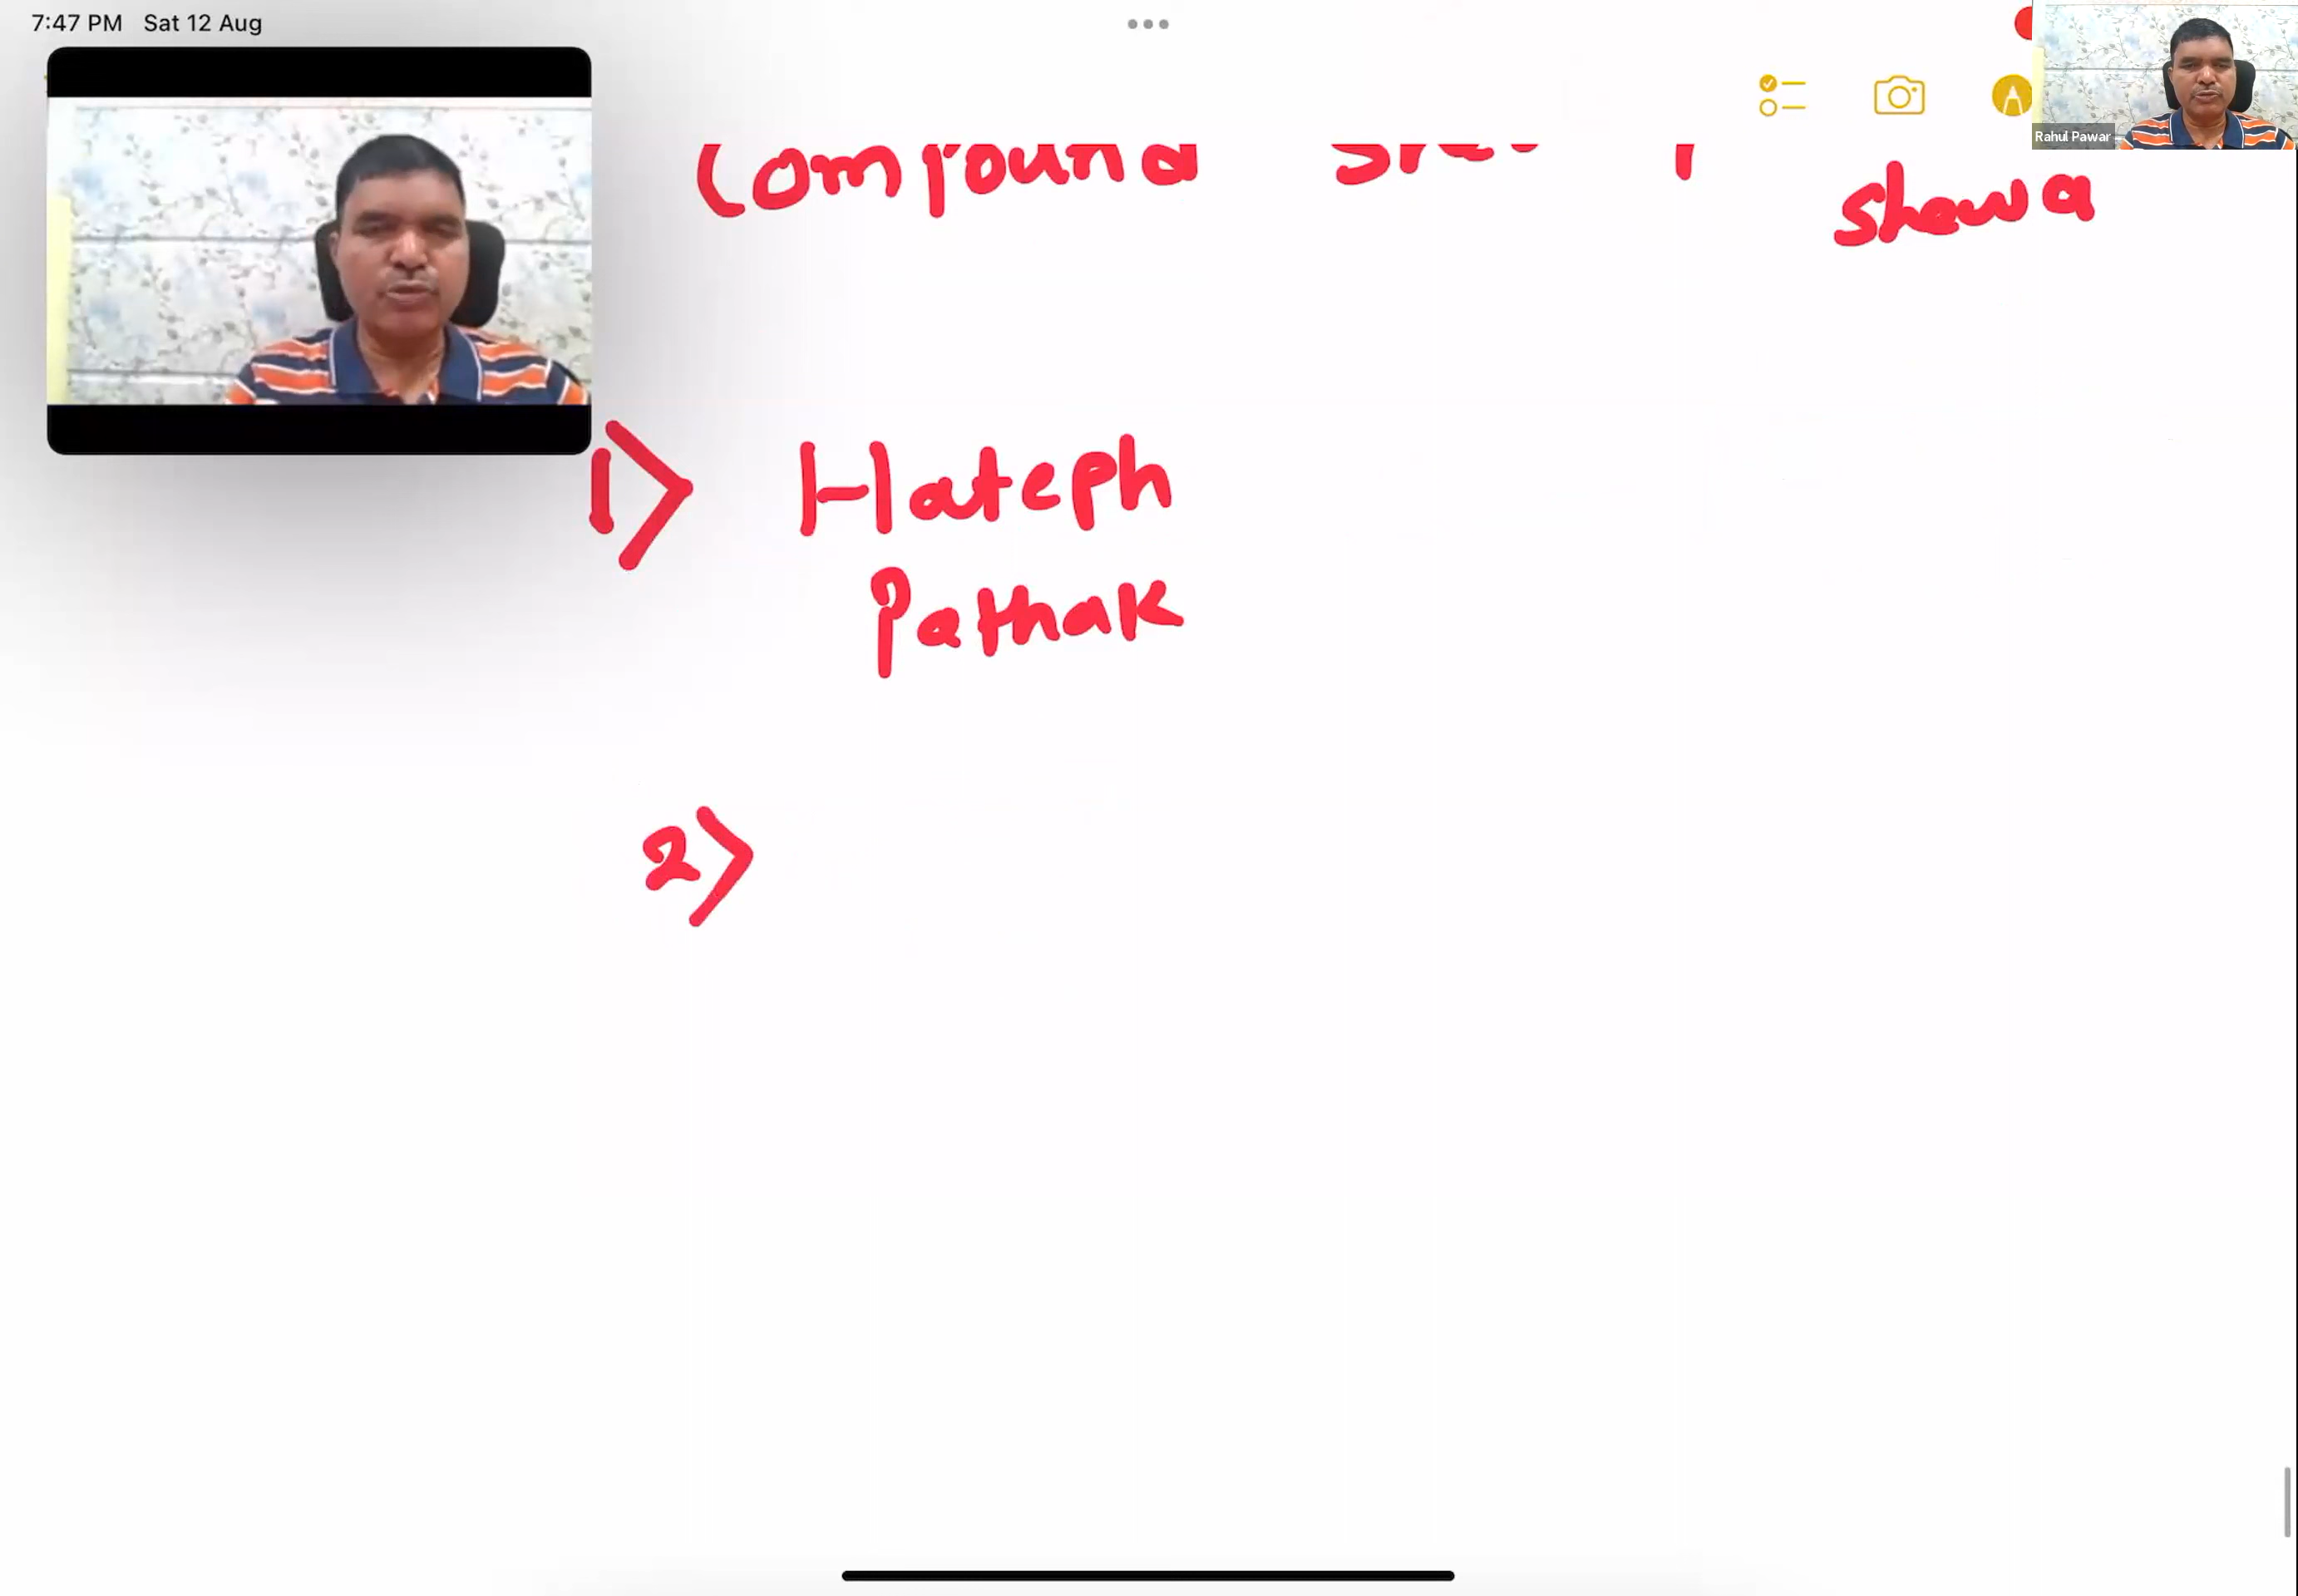 7:47 PM Sat 12 Aug
Rahul Pawar
Compound
Shewa
1) Hateph
Pathak
2)